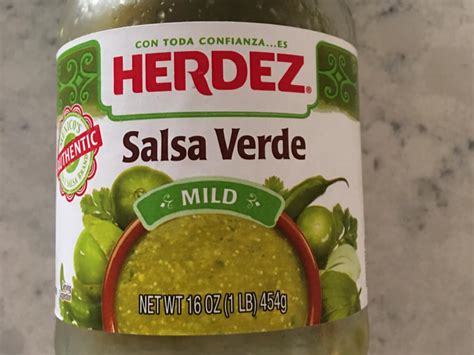 CON TODA CONFIANZA...ES
HERDEZ®
Salsa Verde
AUTHENTIC
MILD
NET WT 16 OZ (1 LB) 454g